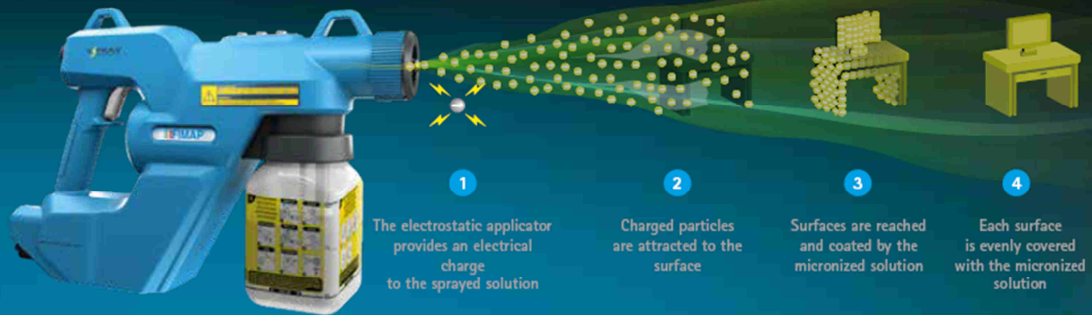 FIMAP
1
The electrostatic applicator
provides an electrical
charge
to the sprayed solution
2
Charged particles
are attracted to the
surface
3
Surfaces are reached
and coated by the
micronized solution
4
Each surface
is evenly covered
with the micronized
solution